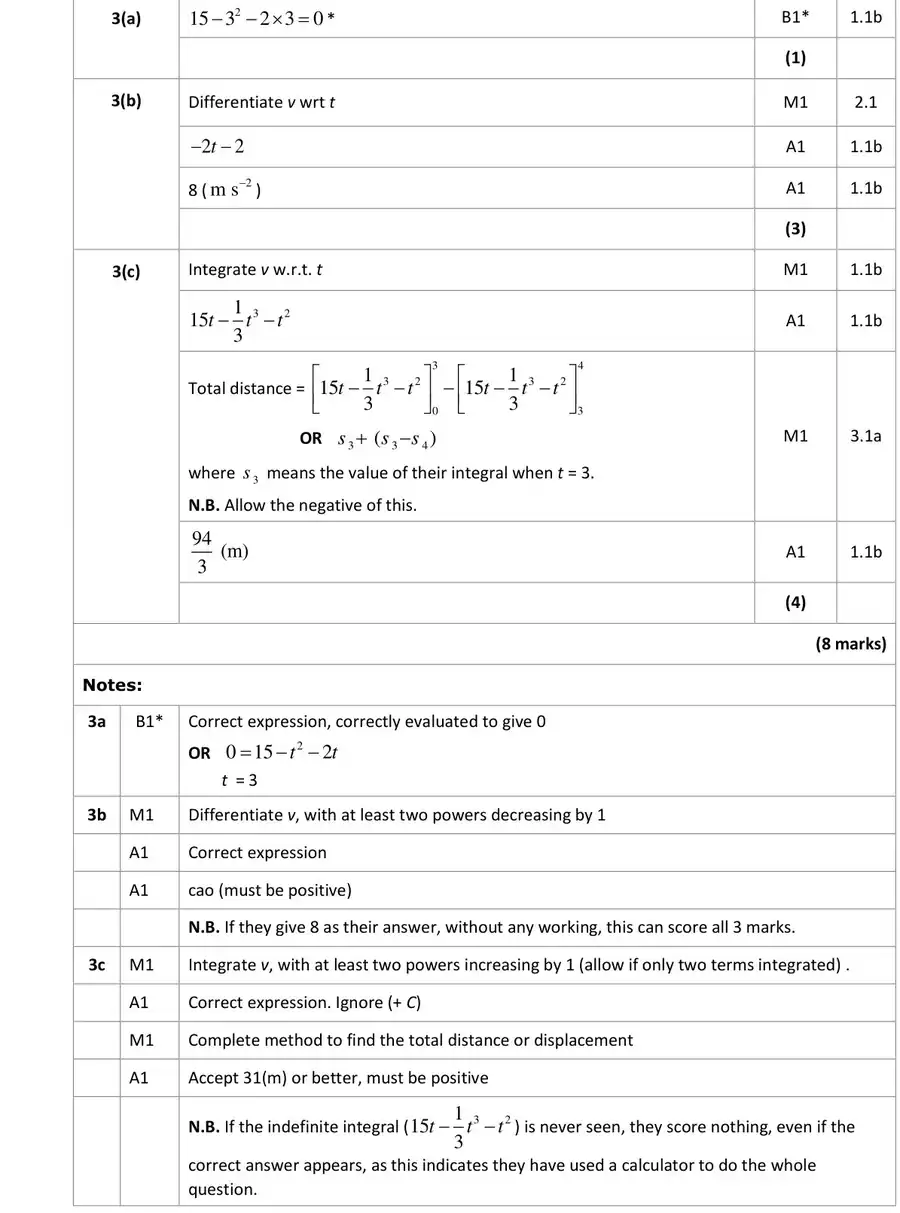 3(a) 15 − 3² − 2 × 3 = 0 * B1* 1.1b
(1)
3(b) Differentiate v wrt t M1 2.1
−2t − 2 A1 1.1b
8 ( m s⁻² ) A1 1.1b
(3)
3(c) Integrate v w.r.t. t M1 1.1b
15t − 1/3 t³ − t² A1 1.1b
Total distance = [15t − 1/3 t³ − t²]₀³ − [15t − 1/3 t³ − t²]₃⁴
OR s₃ + (s₃ − s₄) M1 3.1a
where s₃ means the value of their integral when t = 3.
N.B. Allow the negative of this.
94/3 (m) A1 1.1b
(4)
(8 marks)
Notes:
3a B1* Correct expression, correctly evaluated to give 0
OR 0 = 15 − t² − 2t
t = 3
3b M1 Differentiate v, with at least two powers decreasing by 1
A1 Correct expression
A1 cao (must be positive)
N.B. If they give 8 as their answer, without any working, this can score all 3 marks.
3c M1 Integrate v, with at least two powers increasing by 1 (allow if only two terms integrated) .
A1 Correct expression. Ignore (+ C)
M1 Complete method to find the total distance or displacement
A1 Accept 31(m) or better, must be positive
N.B. If the indefinite integral (15t − 1/3 t³ − t²) is never seen, they score nothing, even if the
correct answer appears, as this indicates they have used a calculator to do the whole
question.